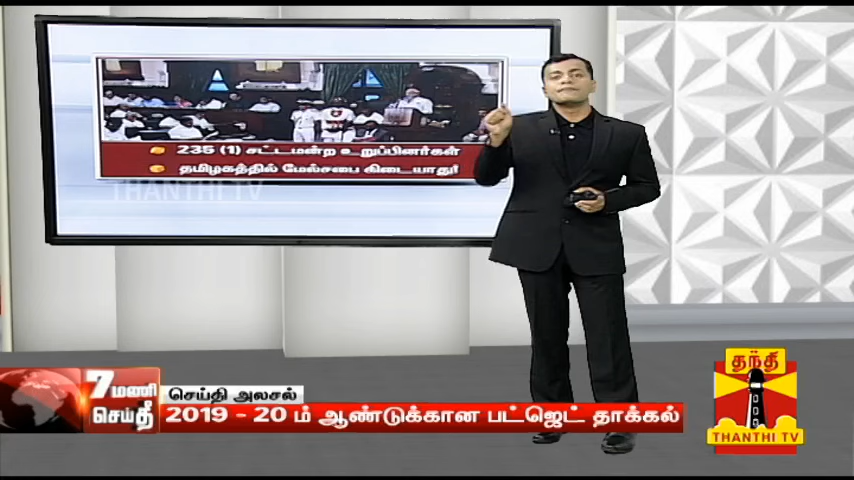 235 (1) சட்டமன்ற உறுப்பினர்கள்
தமிழகத்தில் மேல்சபை கிடையாது
THANTHI TV
7 மணி
செய்தி
செய்தி அலசல்
2019 - 20 ம் ஆண்டுக்கான பட்ஜெட் தாக்கல்
தந்தி
THANTHI TV